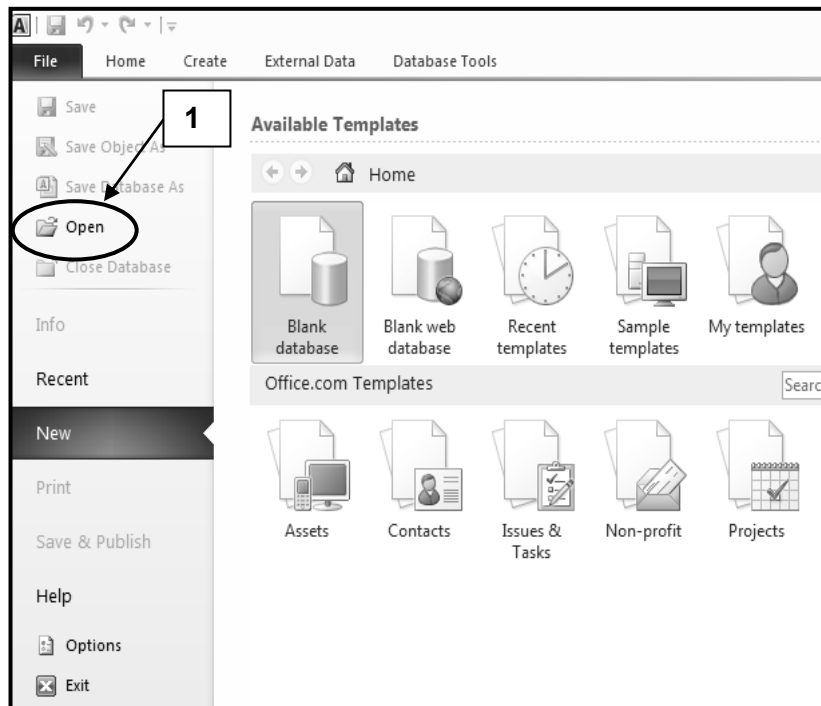 A
File Home Create External Data Database Tools
Save
1
Save Object As
Save Database As
Open
Close Database
Info
Recent
New
Print
Save & Publish
Help
Options
Exit
Available Templates
Home
Blank database
Blank web database
Recent templates
Sample templates
My templates
Office.com Templates
Searc
Assets
Contacts
Issues & Tasks
Non-profit
Projects